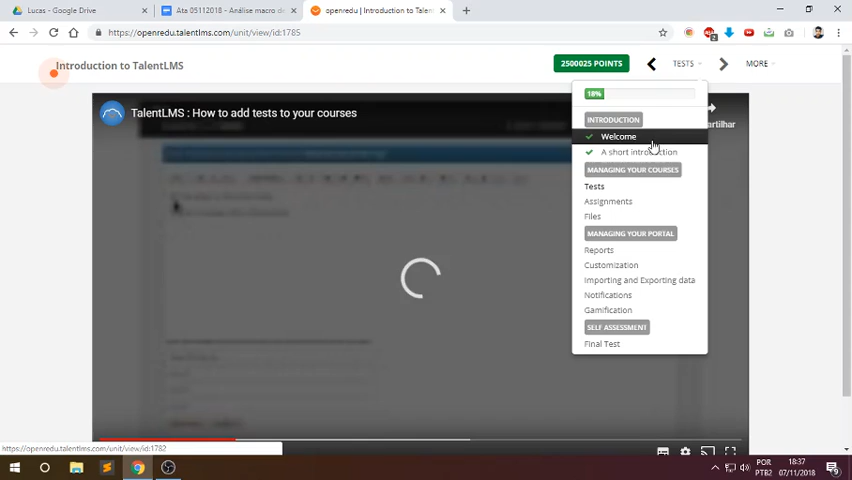 Lucas - Google Drive
Ata 05112018 - Análise macro de
openredu | Introduction to Talen
https://openredu.talentlms.com/unit/view/id:1785
Introduction to TalentLMS
2500025 POINTS
TESTS
MORE
TalentLMS : How to add tests to your courses
partilhar
18%
INTRODUCTION
Welcome
A short introduction
MANAGING YOUR COURSES
Tests
Assignments
Files
MANAGING YOUR PORTAL
Reports
Customization
Importing and Exporting data
Notifications
Gamification
SELF ASSESSMENT
Final Test
https://openredu.talentlms.com/unit/view/id:1782
POR
PTB2
18:37
07/11/2018